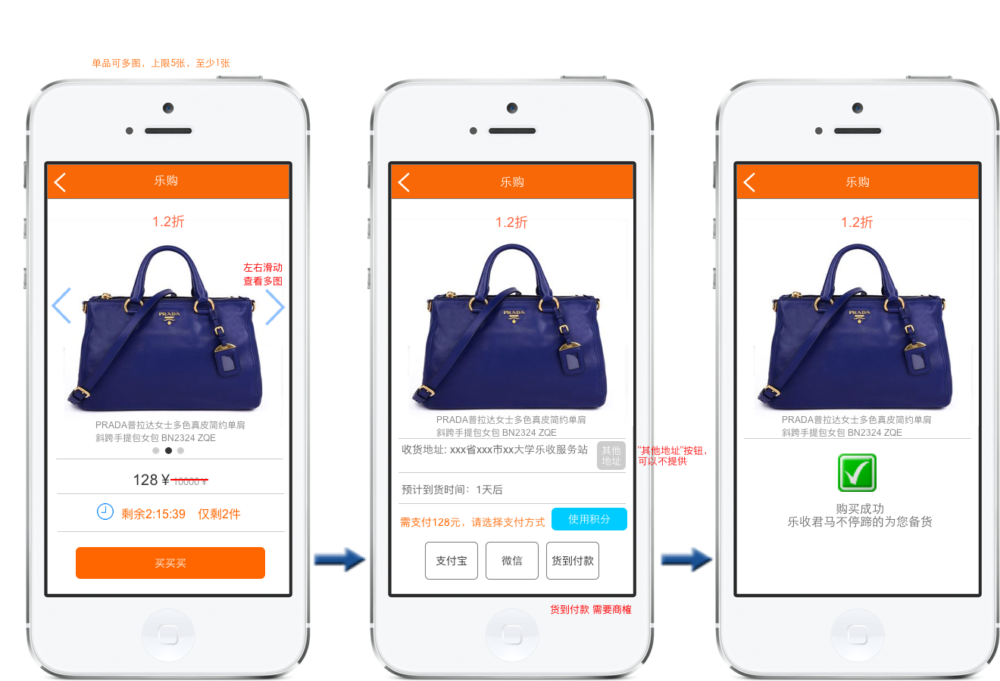 单品可多图，上限5张，至少1张
乐购
1.2折
左右滑动
查看多图
PRADA
PRADA普拉达女士多色真皮简约单肩
斜跨手提包女包 BN2324 ZQE
128￥ 10000￥
剩余2:15:39 仅剩2件
买买买
乐购
1.2折
PRADA
PRADA普拉达女士多色真皮简约单肩
斜跨手提包女包 BN2324 ZQE
收货地址: xxx省xxx市xx大学乐收服务站
其他
地址
"其他地址"按钮，
可以不提供
预计到货时间：1天后
需支付128元，请选择支付方式
使用积分
支付宝
微信
货到付款
货到付款 需要商榷
乐购
1.2折
PRADA
PRADA普拉达女士多色真皮简约单肩
斜跨手提包女包 BN2324 ZQE
购买成功
乐收君马不停蹄的为您备货